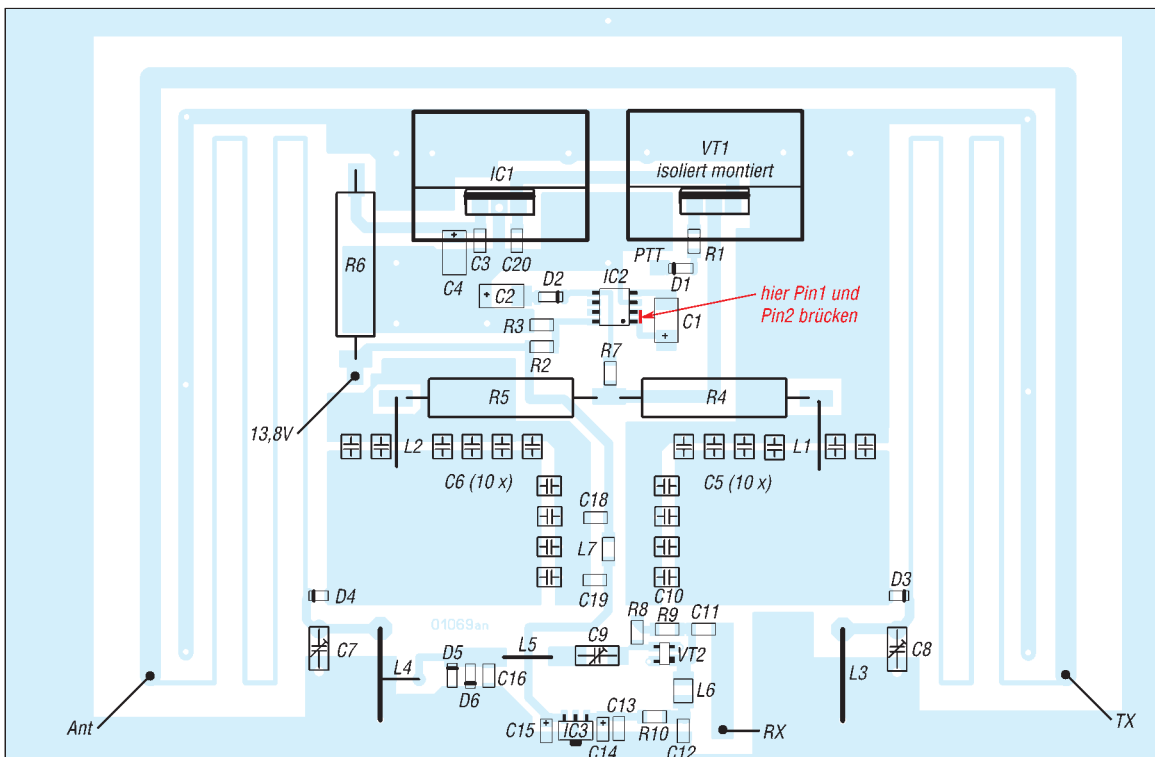 IC1
VT1
isoliert montiert
R6
C4
C3
C20
PTT
R1
D1
C2
D2
IC2
C1
hier Pin1 und
Pin2 brücken
R3
R2
R7
R5
R4
13,8V
L2
L1
C6 (10 x)
C5 (10 x)
C18
L7
C19
C10
D4
D3
01069an
R8
R9
C11
C7
L5
C9
VT2
C8
L4
D5
D6
C16
L6
L3
Ant
C15
IC3
C14
C13
R10
C12
RX
TX